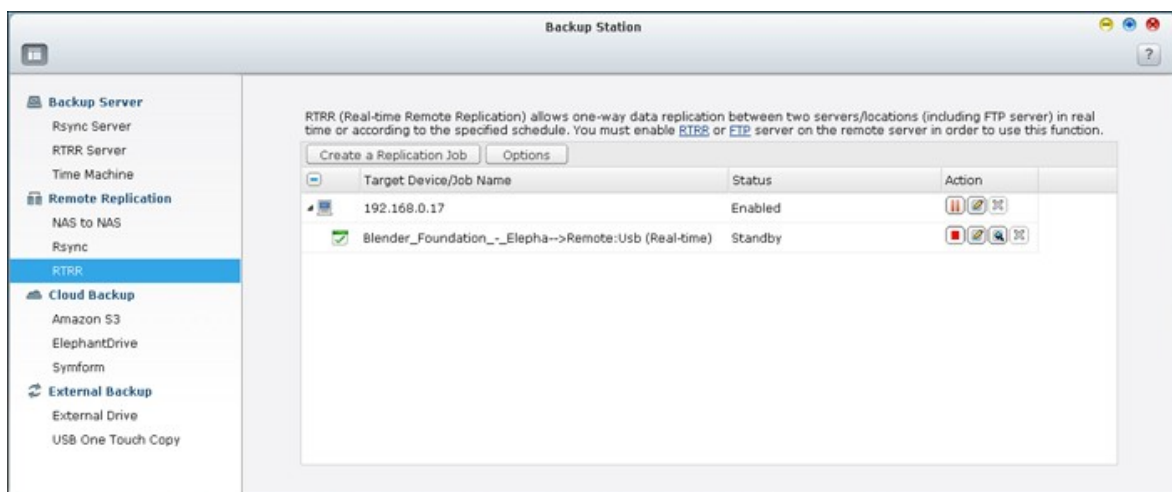 Backup Station
?
Backup Server
Rsync Server
RTRR Server
Time Machine
Remote Replication
NAS to NAS
Rsync
RTRR
Cloud Backup
Amazon S3
ElephantDrive
Symform
External Backup
External Drive
USB One Touch Copy
RTRR (Real-time Remote Replication) allows one-way data replication between two servers/locations (including FTP server) in real
time or according to the specified schedule. You must enable RTRR or FTP server on the remote server in order to use this function.
Create a Replication Job Options
Target Device/Job Name Status Action
192.168.0.17 Enabled
Blender_Foundation_-_Elepha-->Remote:Usb (Real-time) Standby